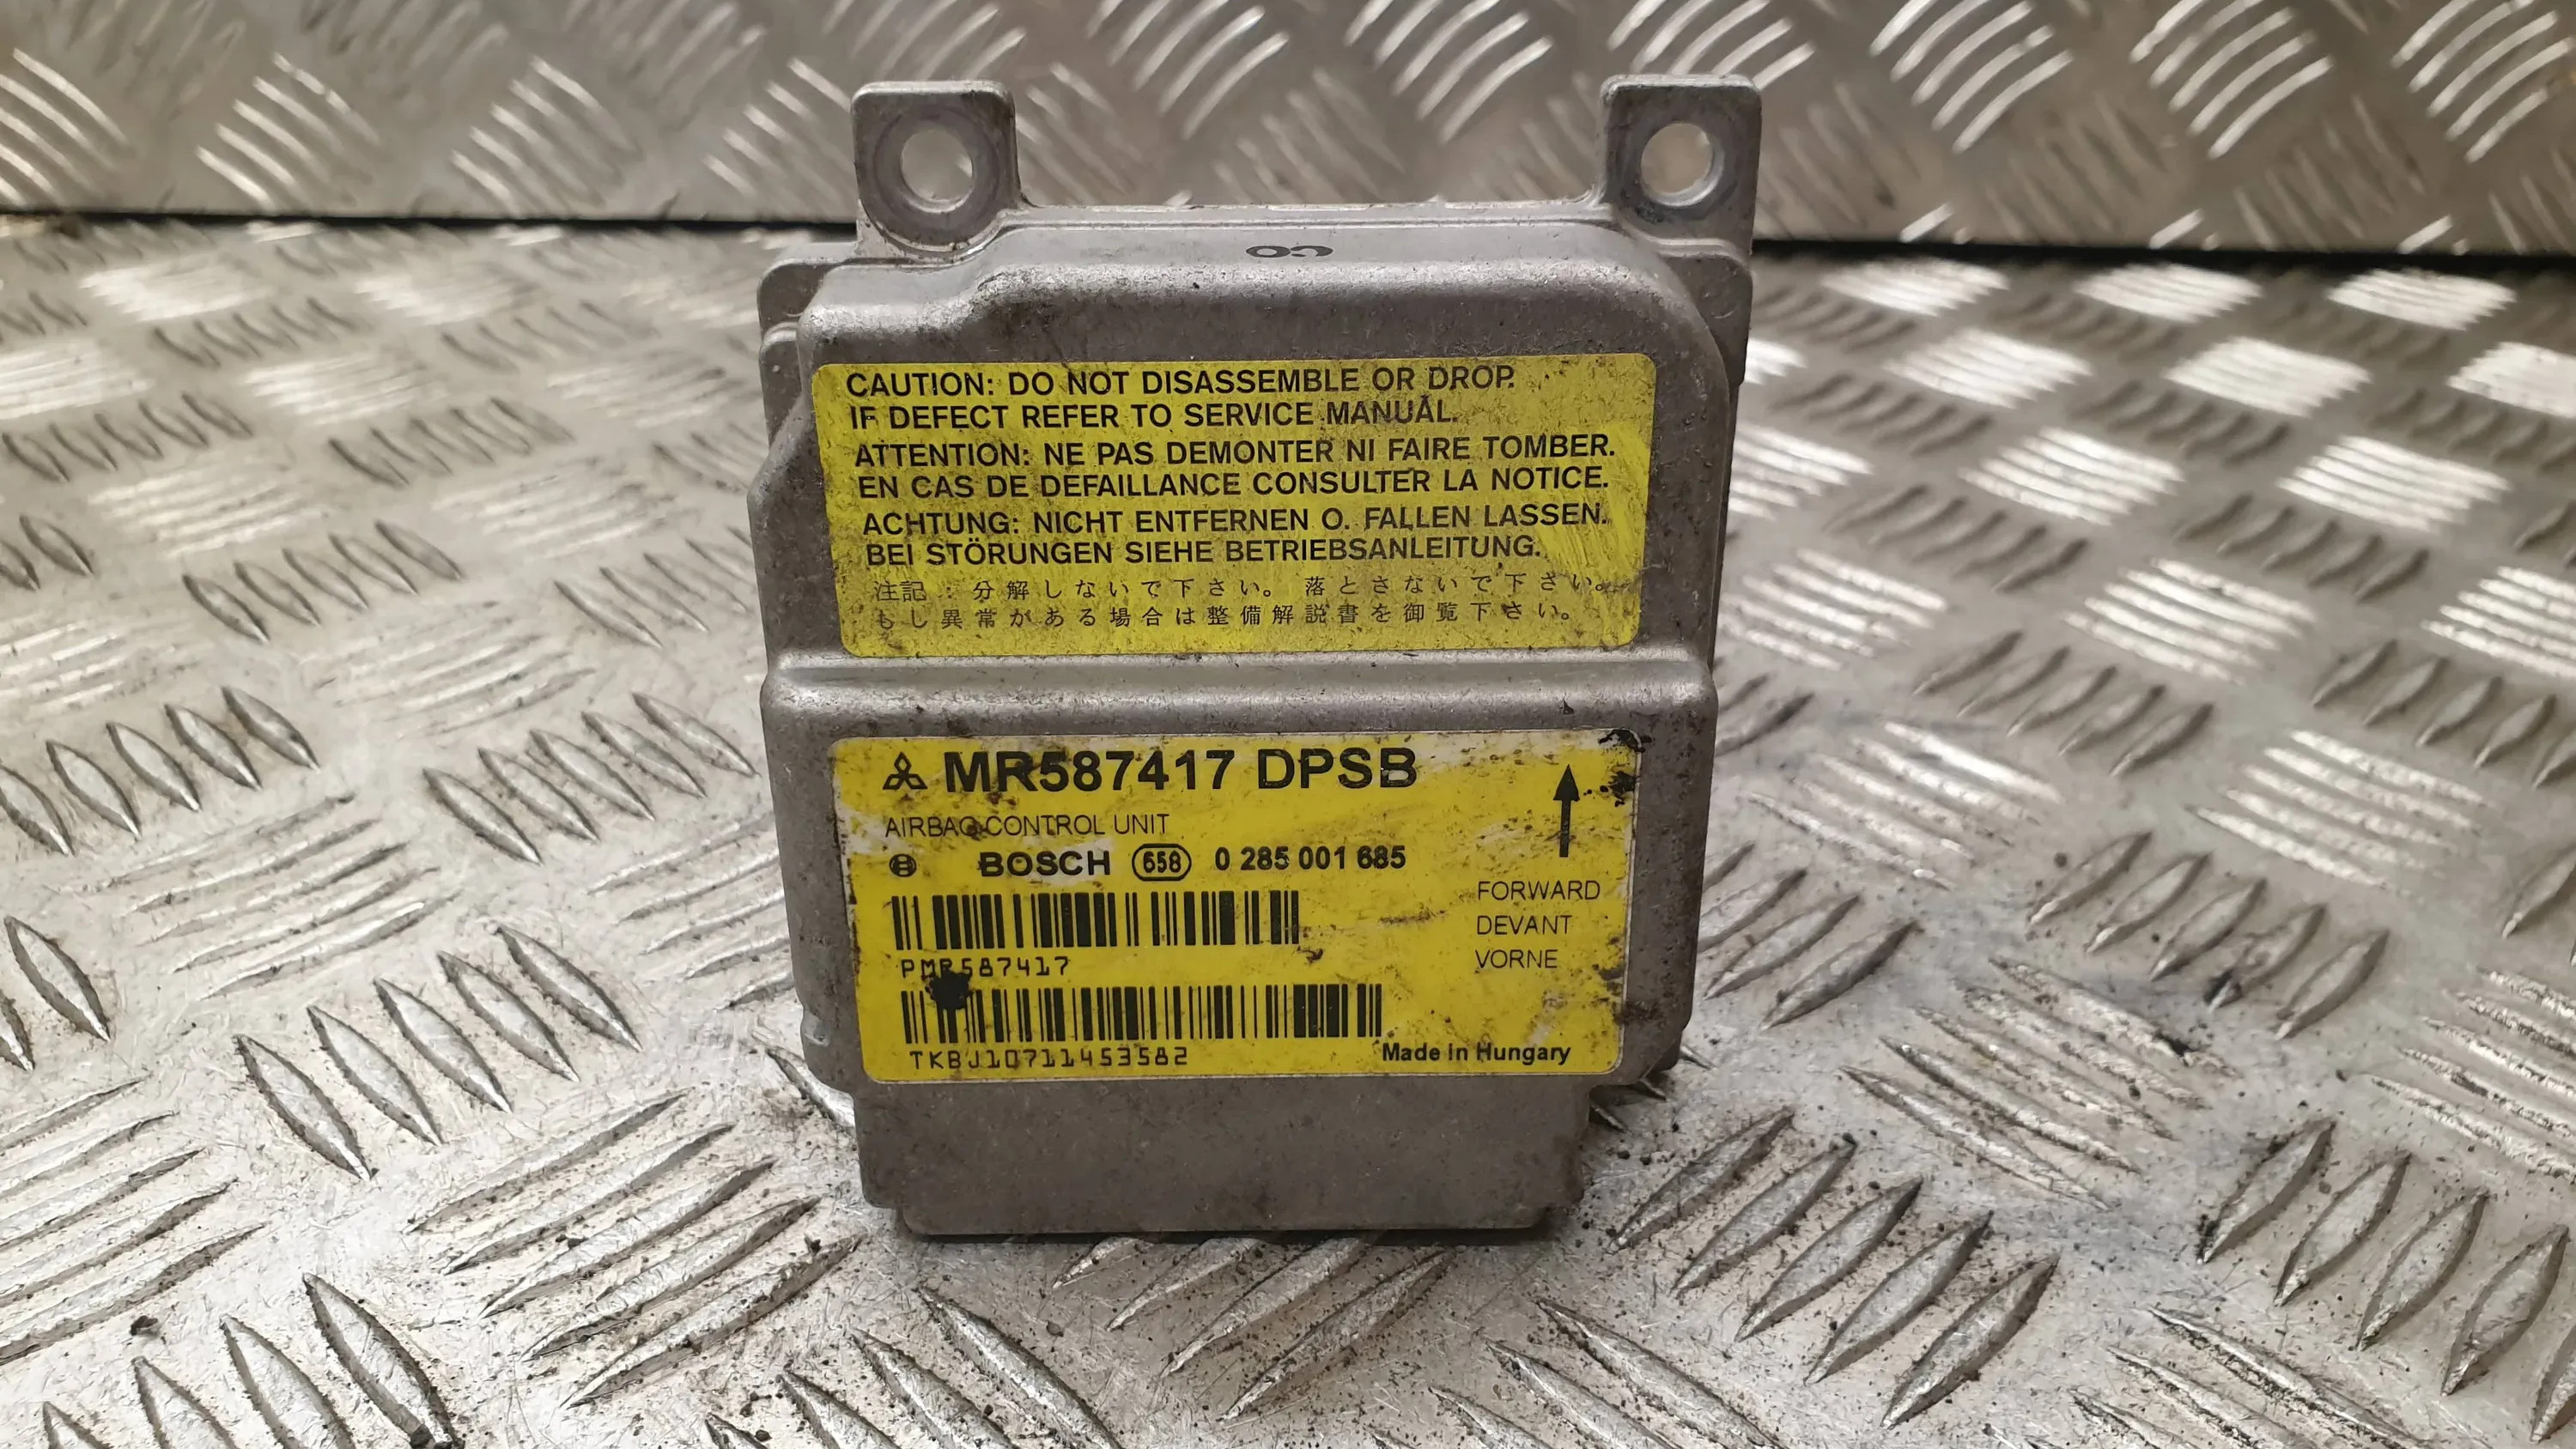 CO
CAUTION: DO NOT DISASSEMBLE OR DROP.
IF DEFECT REFER TO SERVICE MANUAL.
ATTENTION: NE PAS DEMONTER NI FAIRE TOMBER.
EN CAS DE DEFAILLANCE CONSULTER LA NOTICE.
ACHTUNG: NICHT ENTFERNEN O. FALLEN LASSEN.
BEI STÖRUNGEN SIEHE BETRIEBSANLEITUNG.
注記：分解しないで下さい。落とさないで下さい。
もし異常がある場合は整備解説書を御覧下さい。
MR587417 DPSB
AIRBAG CONTROL UNIT
BOSCH 658 0 285 001 685
FORWARD
DEVANT
VORNE
PMR587417
TKBJ10711453582
Made in Hungary